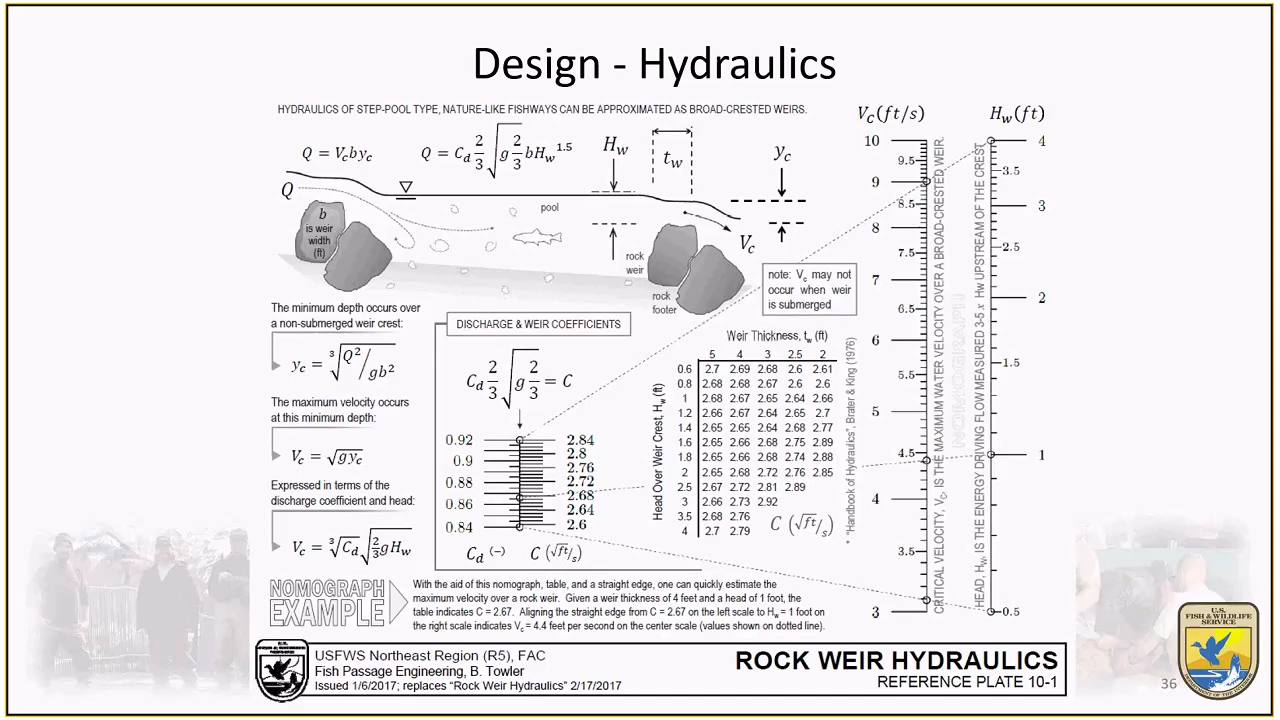 Design - Hydraulics
HYDRAULICS OF STEP-POOL TYPE, NATURE-LIKE FISHWAYS CAN BE APPROXIMATED AS BROAD-CRESTED WEIRS.
Q = V_c b y_c
Q = C_d 2/3 √(g 2/3) bH_w^1.5
H_w
t_w
y_c
Q
b
is weir
width
(ft)
pool
V_c
rock
weir
rock
footer
note: V_c may not
occur when weir
is submerged
The minimum depth occurs over
a non-submerged weir crest:
y_c = ∛(Q²/gb²)
The maximum velocity occurs
at this minimum depth:
V_c = √(gy_c)
Expressed in terms of the
discharge coefficient and head:
V_c = ∛C_d √(2/3 gH_w)
DISCHARGE & WEIR COEFFICIENTS
C_d 2/3 √(g 2/3) = C
0.92 2.84
2.8
0.9 2.76
0.88 2.72
2.68
0.86 2.64
0.84 2.6
C_d (-) C (√ft/s)
Weir Thickness, t_w (ft)
5 4 3 2.5 2
Head Over Weir Crest, H_w (ft)
0.6 2.7 2.69 2.68 2.6 2.61
0.8 2.68 2.68 2.67 2.6 2.6
1 2.68 2.67 2.65 2.64 2.66
1.2 2.66 2.67 2.64 2.65 2.7
1.4 2.65 2.65 2.64 2.68 2.77
1.6 2.65 2.66 2.68 2.75 2.89
1.8 2.65 2.66 2.68 2.74 2.88
2 2.65 2.68 2.72 2.76 2.85
2.5 2.67 2.72 2.81 2.89
3 2.66 2.73 2.92
3.5 2.68 2.76
4 2.7 2.79
C (√ft/s)
* "Handbook of Hydraulics", Brater & King (1976)
V_c(ft/s)
10
9.5
9
8.5
8
7.5
7
6.5
6
5.5
5
4.5
4
3.5
3
CRITICAL VELOCITY, V_C, IS THE MAXIMUM WATER VELOCITY OVER A BROAD-CRESTED WEIR.
NOMOGRAPH
HEAD, H_W, IS THE ENERGY DRIVING FLOW MEASURED 3-5 x H_W UPSTREAM OF THE CREST
H_w(ft)
4
3.5
3
2.5
2
1.5
1
0.5
NOMOGRAPH
EXAMPLE
With the aid of this nomograph, table, and a straight edge, one can quickly estimate the
maximum velocity over a rock weir. Given a weir thickness of 4 feet and a head of 1 foot, the
table indicates C = 2.67. Aligning the straight edge from C = 2.67 on the left scale to H_w = 1 foot on
the right scale indicates V_c = 4.4 feet per second on the center scale (values shown on dotted line).
USFWS Northeast Region (R5), FAC
Fish Passage Engineering, B. Towler
Issued 1/6/2017; replaces "Rock Weir Hydraulics" 2/17/2017
ROCK WEIR HYDRAULICS
REFERENCE PLATE 10-1
36
U.S.
FISH & WILDLIFE
SERVICE
DEPARTMENT OF THE INTERIOR